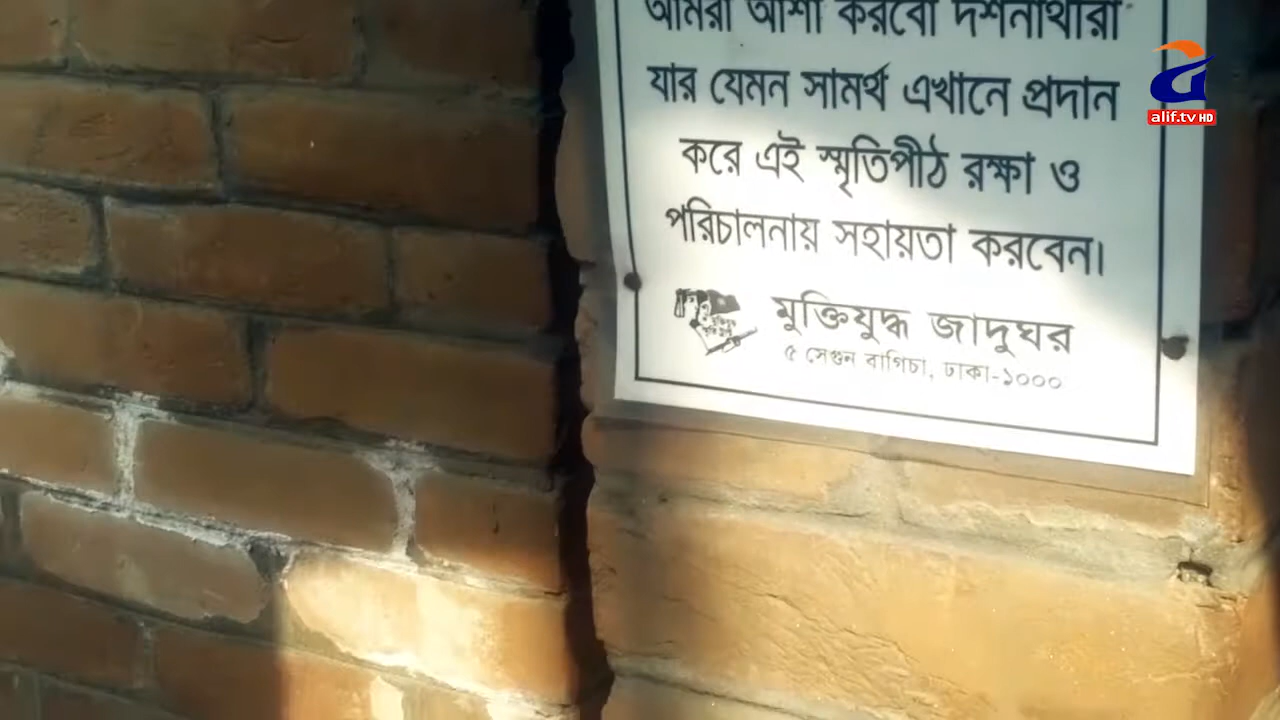 আমরা আশা করবো দর্শনার্থীরা
যার যেমন সামর্থ এখানে প্রদান
করে এই স্মৃতিপীঠ রক্ষা ও
পরিচালনায় সহায়তা করবেন।
মুক্তিযুদ্ধ জাদুঘর
৫ সেগুন বাগিচা, ঢাকা-১০০০
alif.tv HD